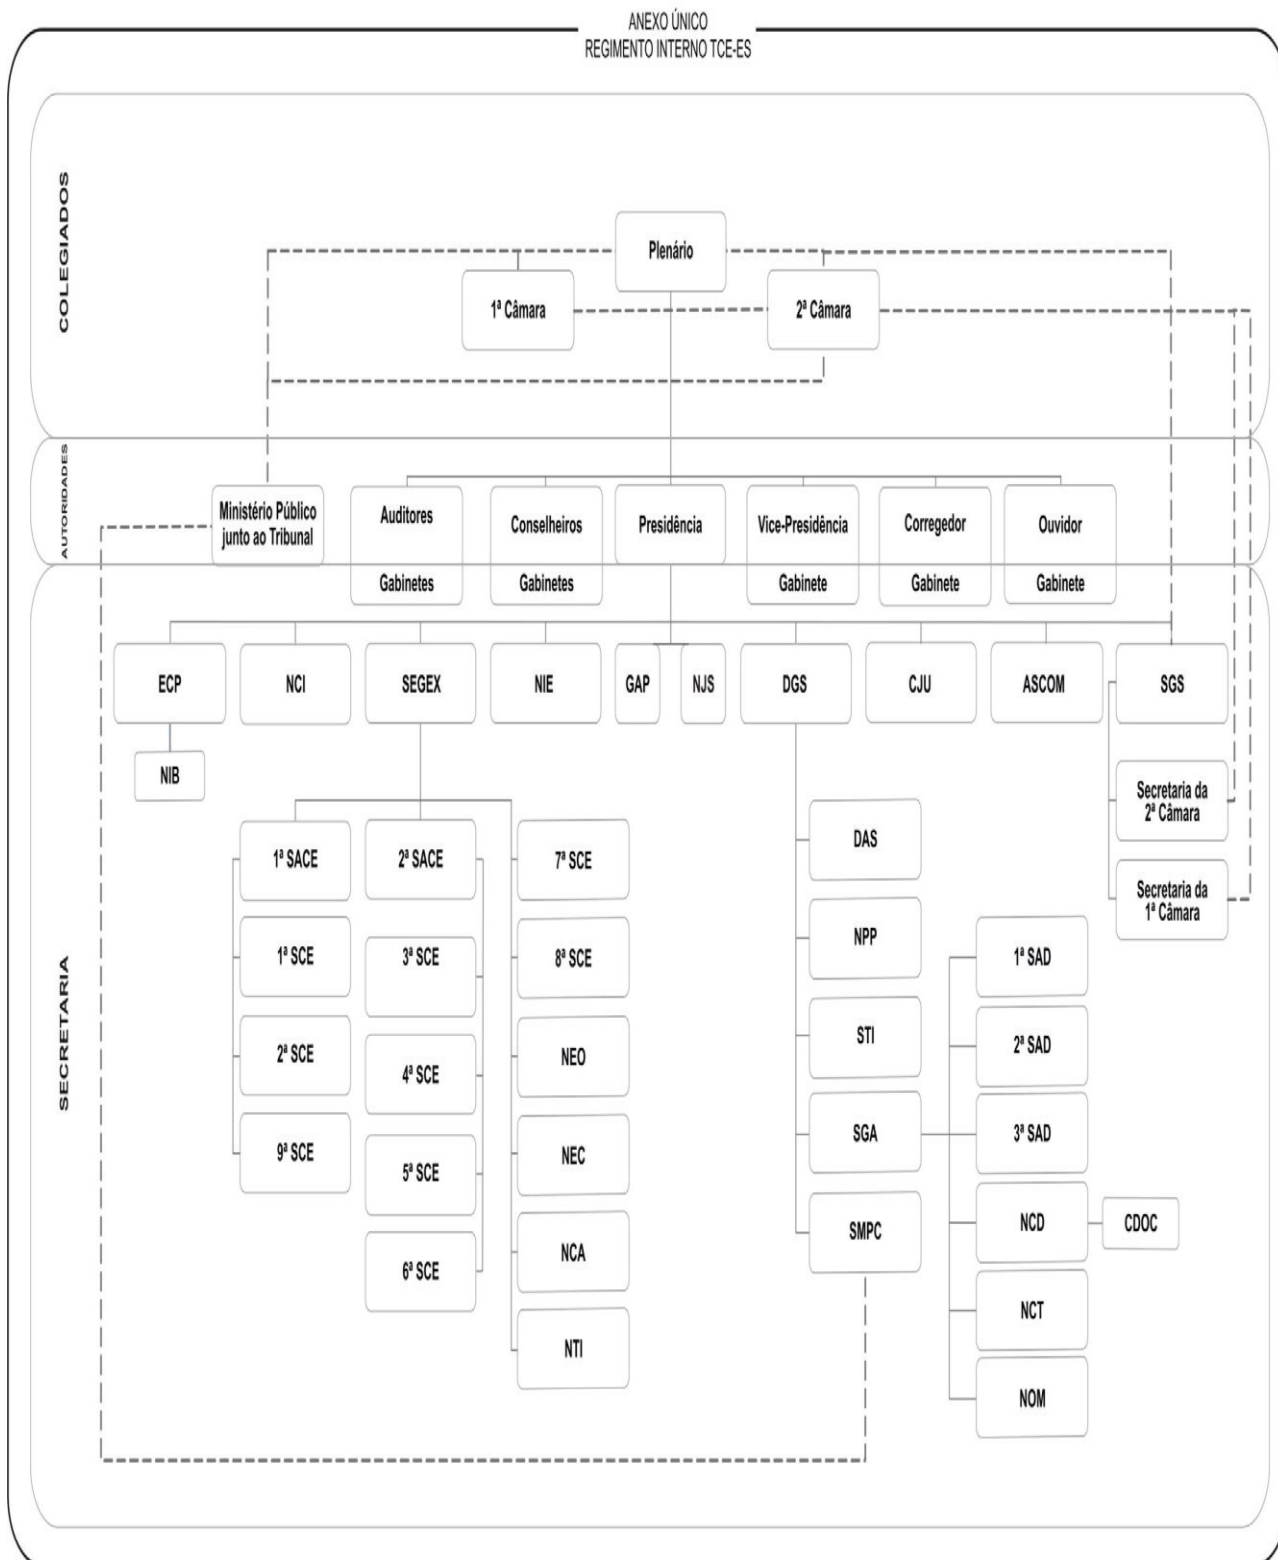 ANEXO ÚNICO
REGIMENTO INTERNO TCE-ES
COLEGIADOS
Plenário
1ª Câmara
2ª Câmara
AUTORIDADES
Ministério Público
junto ao Tribunal
Auditores
Gabinetes
Conselheiros
Gabinetes
Presidência
Vice-Presidência
Gabinete
Corregedor
Gabinete
Ouvidor
Gabinete
SECRETARIA
ECP
NCI
SEGEX
NIE
GAP
NJS
DGS
CJU
ASCOM
SGS
NIB
Secretaria da
2ª Câmara
Secretaria da
1ª Câmara
1ª SACE
1ª SCE
2ª SCE
9ª SCE
2ª SACE
3ª SCE
4ª SCE
5ª SCE
6ª SCE
7ª SCE
8ª SCE
NEO
NEC
NCA
NTI
DAS
NPP
STI
SGA
SMPC
1ª SAD
2ª SAD
3ª SAD
NCD
CDOC
NCT
NOM